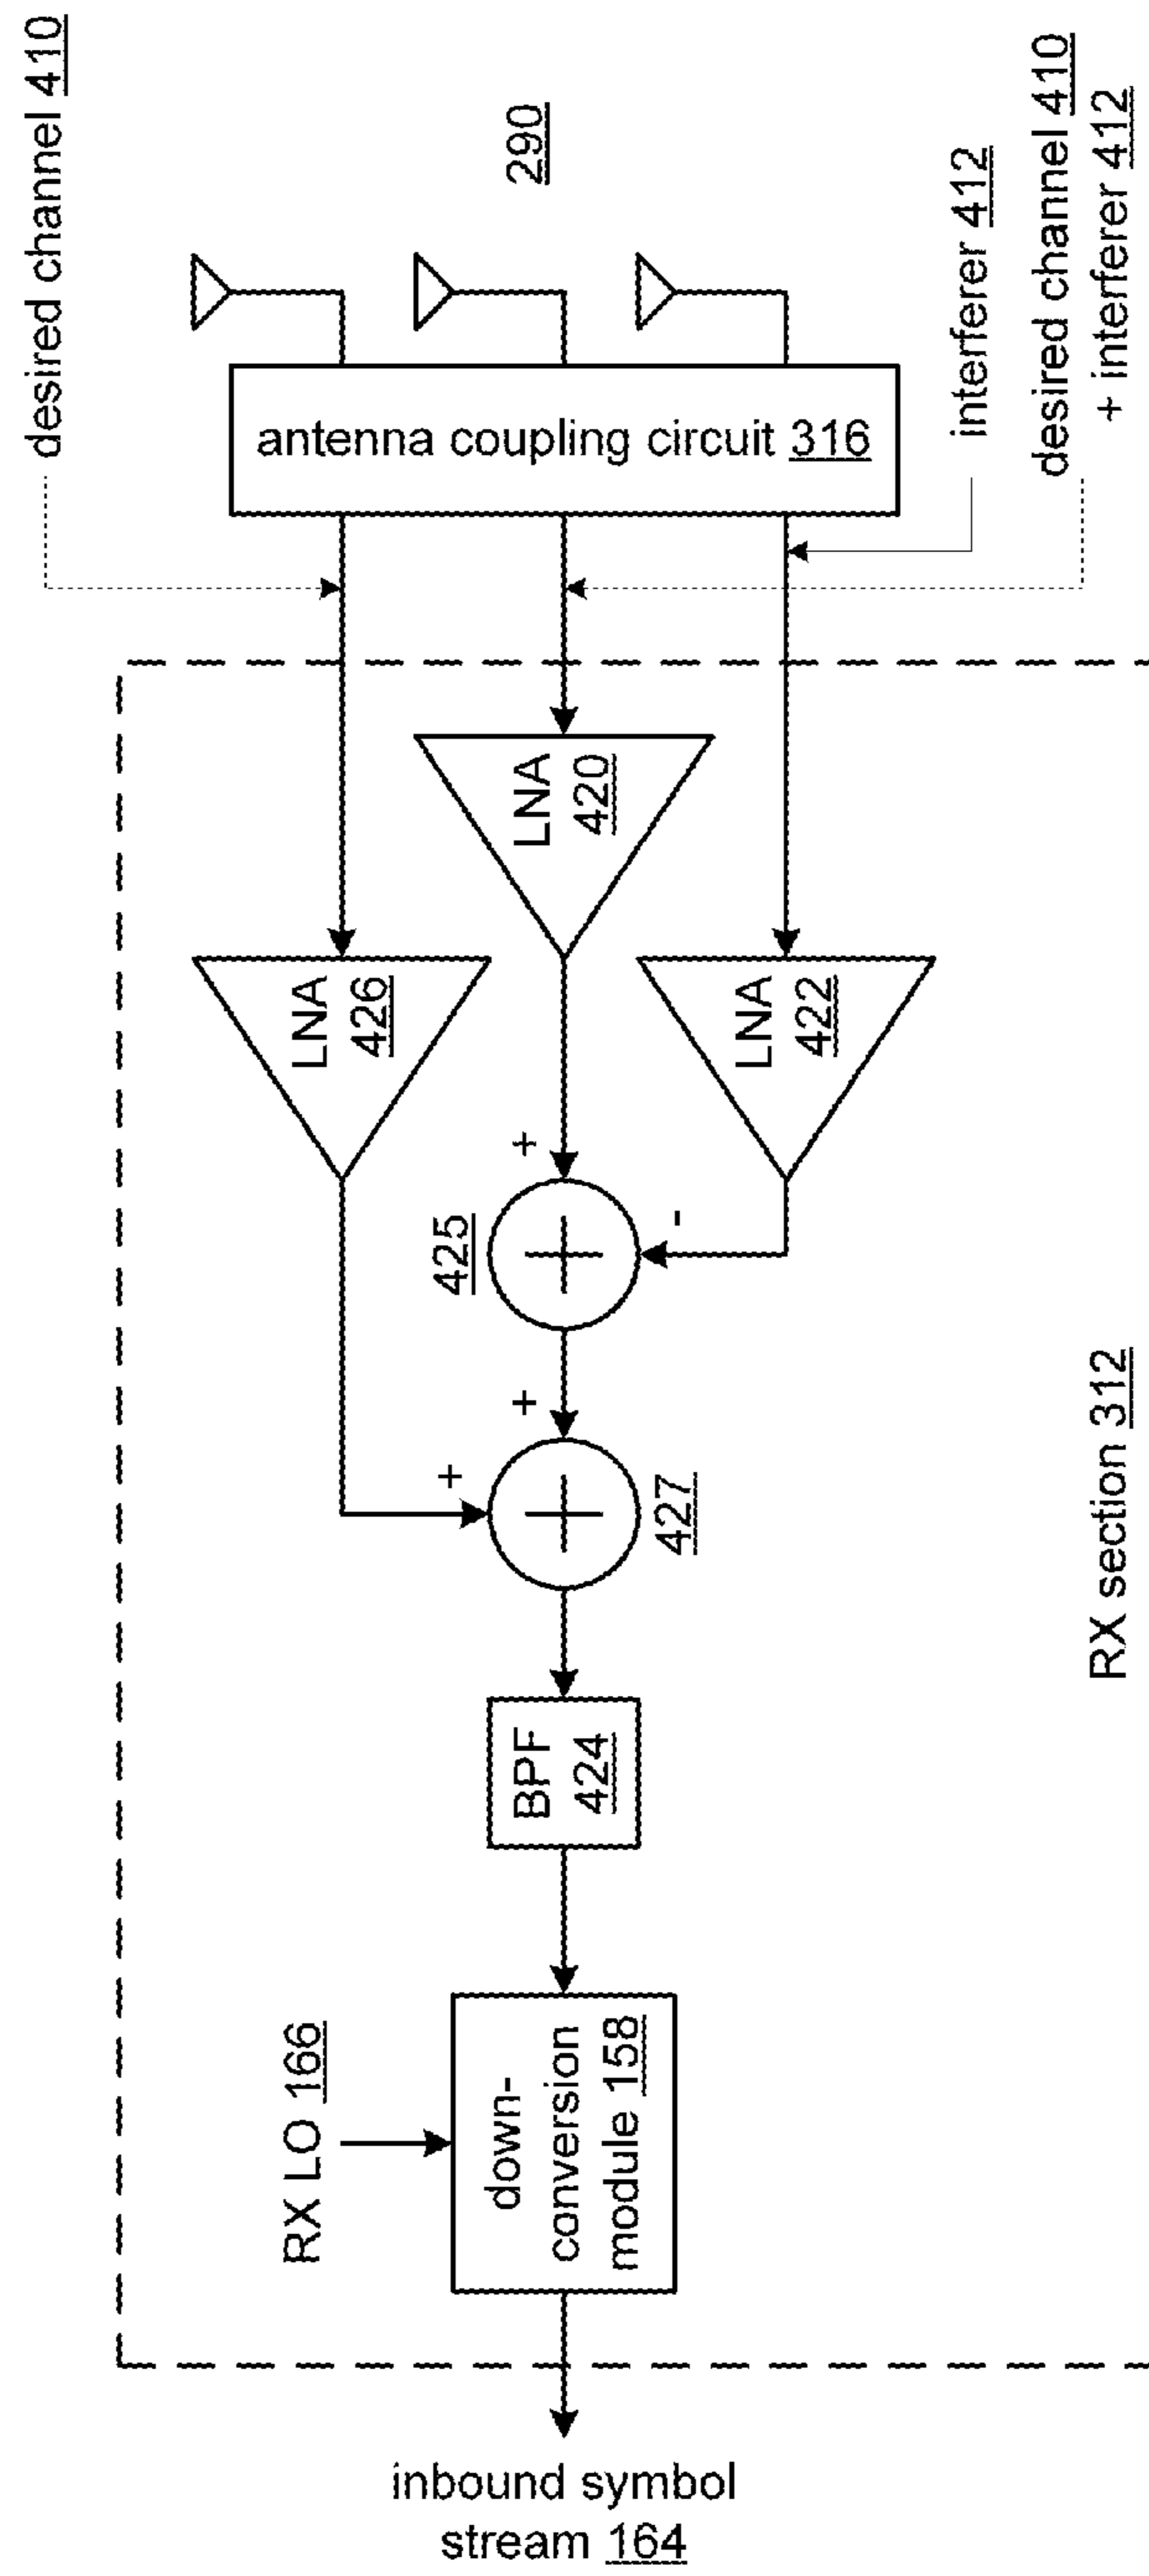 desired channel 410
290
antenna coupling circuit 316
interferer 412
desired channel 410
+ interferer 412
LNA
426
LNA
420
LNA
422
+
-
425
+
+
427
BPF
424
RX LO 166
down-
conversion
module 158
RX section 312
inbound symbol
stream 164